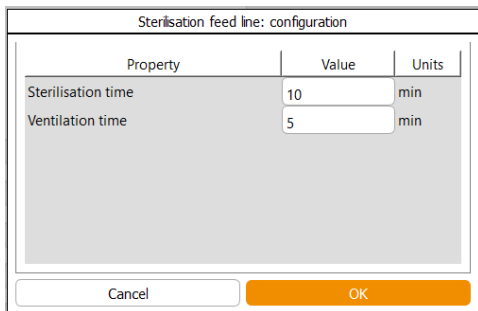 Sterilisation feed line: configuration
Property Value Units
Sterilisation time 10 min
Ventilation time 5 min
Cancel OK